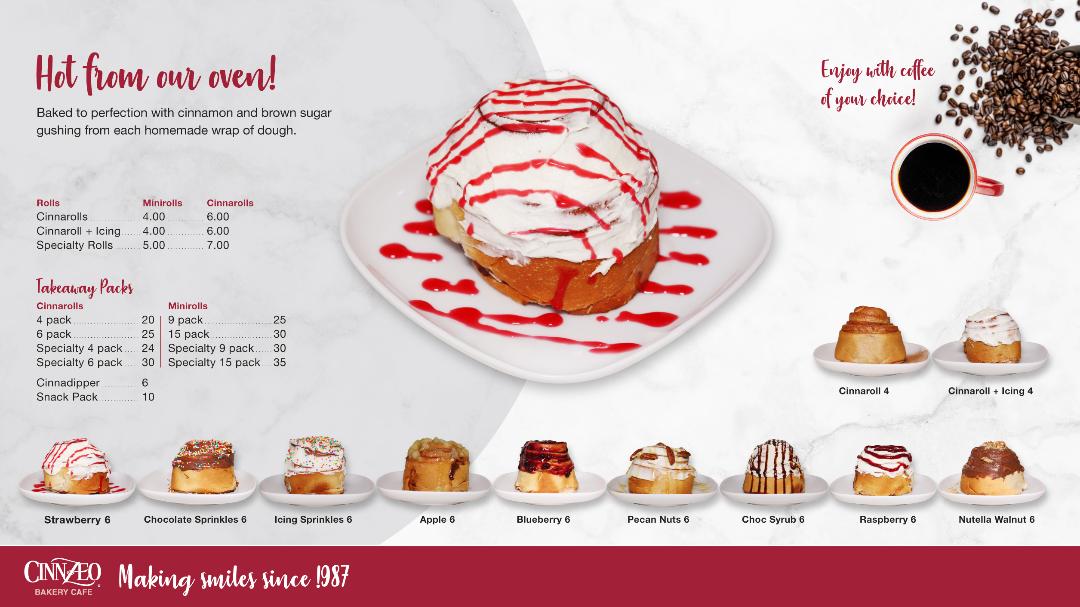 Hot from our oven!
Baked to perfection with cinnamon and brown sugar
gushing from each homemade wrap of dough.
Enjoy with coffee
of your choice!
Rolls Minirolls Cinnarolls
Cinnarolls 4.00 6.00
Cinnaroll + Icing 4.00 6.00
Specialty Rolls 5.00 7.00
Takeaway Packs
Cinnarolls Minirolls
4 pack 20 9 pack 25
6 pack 25 15 pack 30
Specialty 4 pack 24 Specialty 9 pack 30
Specialty 6 pack 30 Specialty 15 pack 35
Cinnadipper 6
Snack Pack 10
Cinnaroll 4 Cinnaroll + Icing 4
Strawberry 6 Chocolate Sprinkles 6 Icing Sprinkles 6 Apple 6 Blueberry 6 Pecan Nuts 6 Choc Syrup 6 Raspberry 6 Nutella Walnut 6
CINNZEO
BAKERY CAFE
Making smiles since 1987